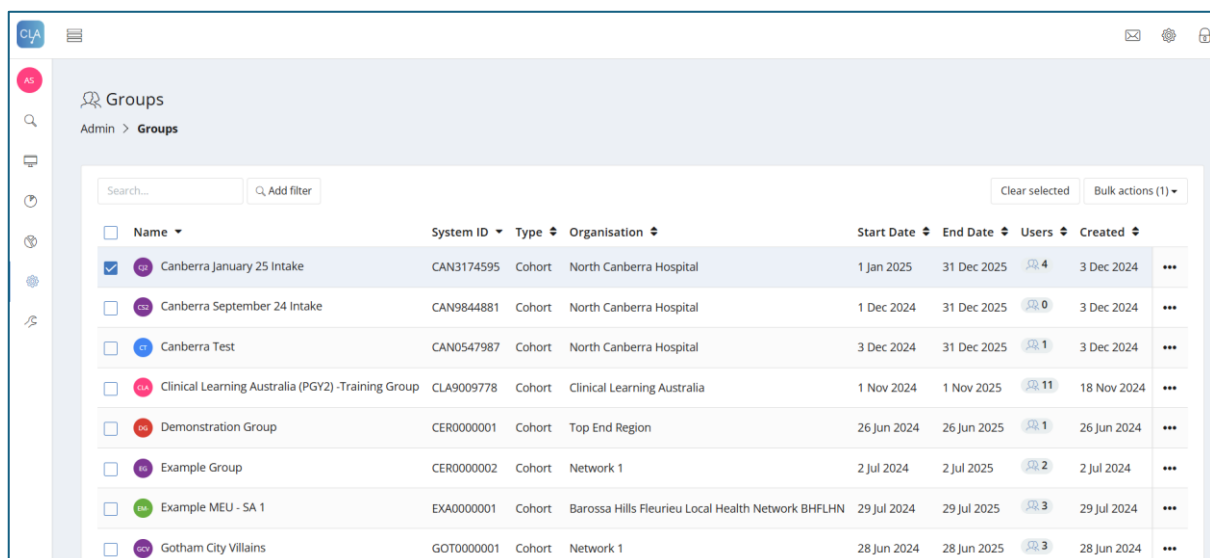 CLA
AS
Groups
Admin > Groups
Search... Add filter Clear selected Bulk actions (1)
Name System ID Type Organisation Start Date End Date Users Created
CJ2 Canberra January 25 Intake CAN3174595 Cohort North Canberra Hospital 1 Jan 2025 31 Dec 2025 4 3 Dec 2024 •••
CS2 Canberra September 24 Intake CAN9844881 Cohort North Canberra Hospital 1 Dec 2024 31 Dec 2025 0 3 Dec 2024 •••
CT Canberra Test CAN0547987 Cohort North Canberra Hospital 3 Dec 2024 31 Dec 2025 1 3 Dec 2024 •••
CLA Clinical Learning Australia (PGY2) -Training Group CLA9009778 Cohort Clinical Learning Australia 1 Nov 2024 1 Nov 2025 11 18 Nov 2024 •••
DG Demonstration Group CER0000001 Cohort Top End Region 26 Jun 2024 26 Jun 2025 1 26 Jun 2024 •••
EG Example Group CER0000002 Cohort Network 1 2 Jul 2024 2 Jul 2025 2 2 Jul 2024 •••
EM- Example MEU - SA 1 EXA0000001 Cohort Barossa Hills Fleurieu Local Health Network BHFLHN 29 Jul 2024 29 Jul 2025 3 29 Jul 2024 •••
GCV Gotham City Villains GOT0000001 Cohort Network 1 28 Jun 2024 28 Jun 2025 3 28 Jun 2024 •••